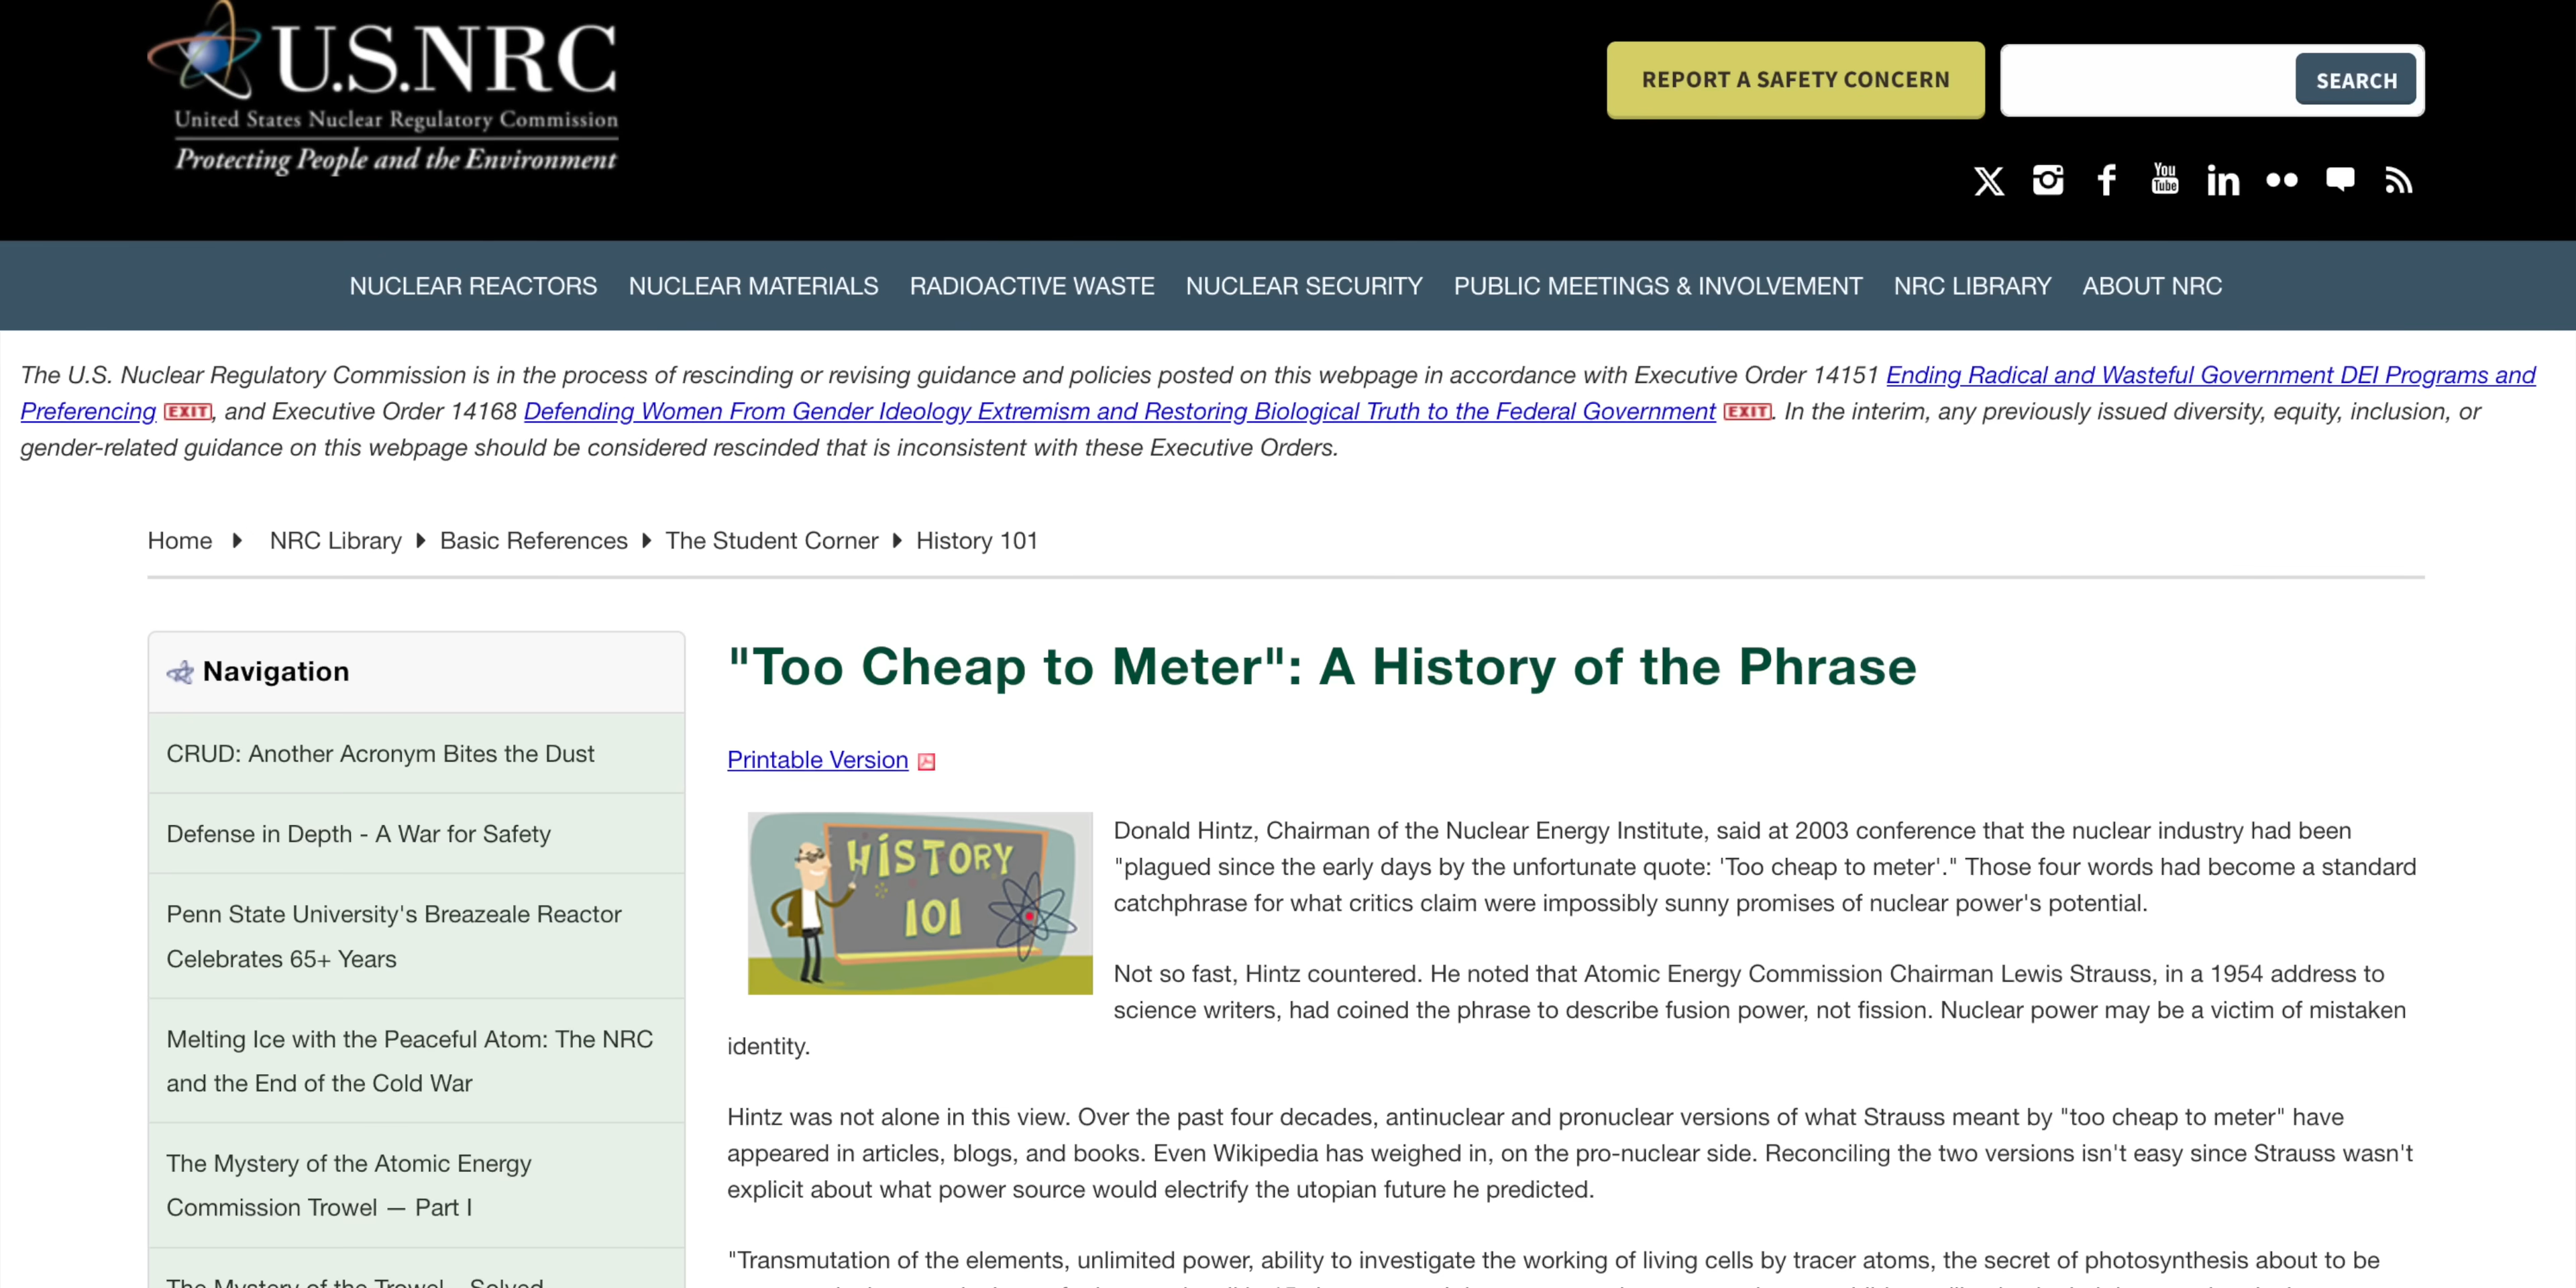 U.S.NRC
United States Nuclear Regulatory Commission
Protecting People and the Environment
REPORT A SAFETY CONCERN
SEARCH
You
Tube
NUCLEAR REACTORS NUCLEAR MATERIALS RADIOACTIVE WASTE NUCLEAR SECURITY PUBLIC MEETINGS & INVOLVEMENT NRC LIBRARY ABOUT NRC
The U.S. Nuclear Regulatory Commission is in the process of rescinding or revising guidance and policies posted on this webpage in accordance with Executive Order 14151 Ending Radical and Wasteful Government DEI Programs and
Preferencing EXIT, and Executive Order 14168 Defending Women From Gender Ideology Extremism and Restoring Biological Truth to the Federal Government EXIT. In the interim, any previously issued diversity, equity, inclusion, or
gender-related guidance on this webpage should be considered rescinded that is inconsistent with these Executive Orders.
Home NRC Library Basic References The Student Corner History 101
Navigation
CRUD: Another Acronym Bites the Dust
Defense in Depth - A War for Safety
Penn State University's Breazeale Reactor
Celebrates 65+ Years
Melting Ice with the Peaceful Atom: The NRC
and the End of the Cold War
The Mystery of the Atomic Energy
Commission Trowel — Part I
"Too Cheap to Meter": A History of the Phrase
Printable Version
HISTORY
101
Donald Hintz, Chairman of the Nuclear Energy Institute, said at 2003 conference that the nuclear industry had been
"plagued since the early days by the unfortunate quote: 'Too cheap to meter'." Those four words had become a standard
catchphrase for what critics claim were impossibly sunny promises of nuclear power's potential.
Not so fast, Hintz countered. He noted that Atomic Energy Commission Chairman Lewis Strauss, in a 1954 address to
science writers, had coined the phrase to describe fusion power, not fission. Nuclear power may be a victim of mistaken
identity.
Hintz was not alone in this view. Over the past four decades, antinuclear and pronuclear versions of what Strauss meant by "too cheap to meter" have
appeared in articles, blogs, and books. Even Wikipedia has weighed in, on the pro-nuclear side. Reconciling the two versions isn't easy since Strauss wasn't
explicit about what power source would electrify the utopian future he predicted.
"Transmutation of the elements, unlimited power, ability to investigate the working of living cells by tracer atoms, the secret of photosynthesis about to be